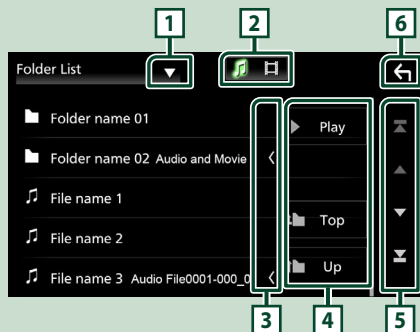 1 2 6
Folder List
Folder name 01
Play
Folder name 02 Audio and Movie
File name 1
File name 2
Top
File name 3 Audio File0001-000_0
Up
3 4 5